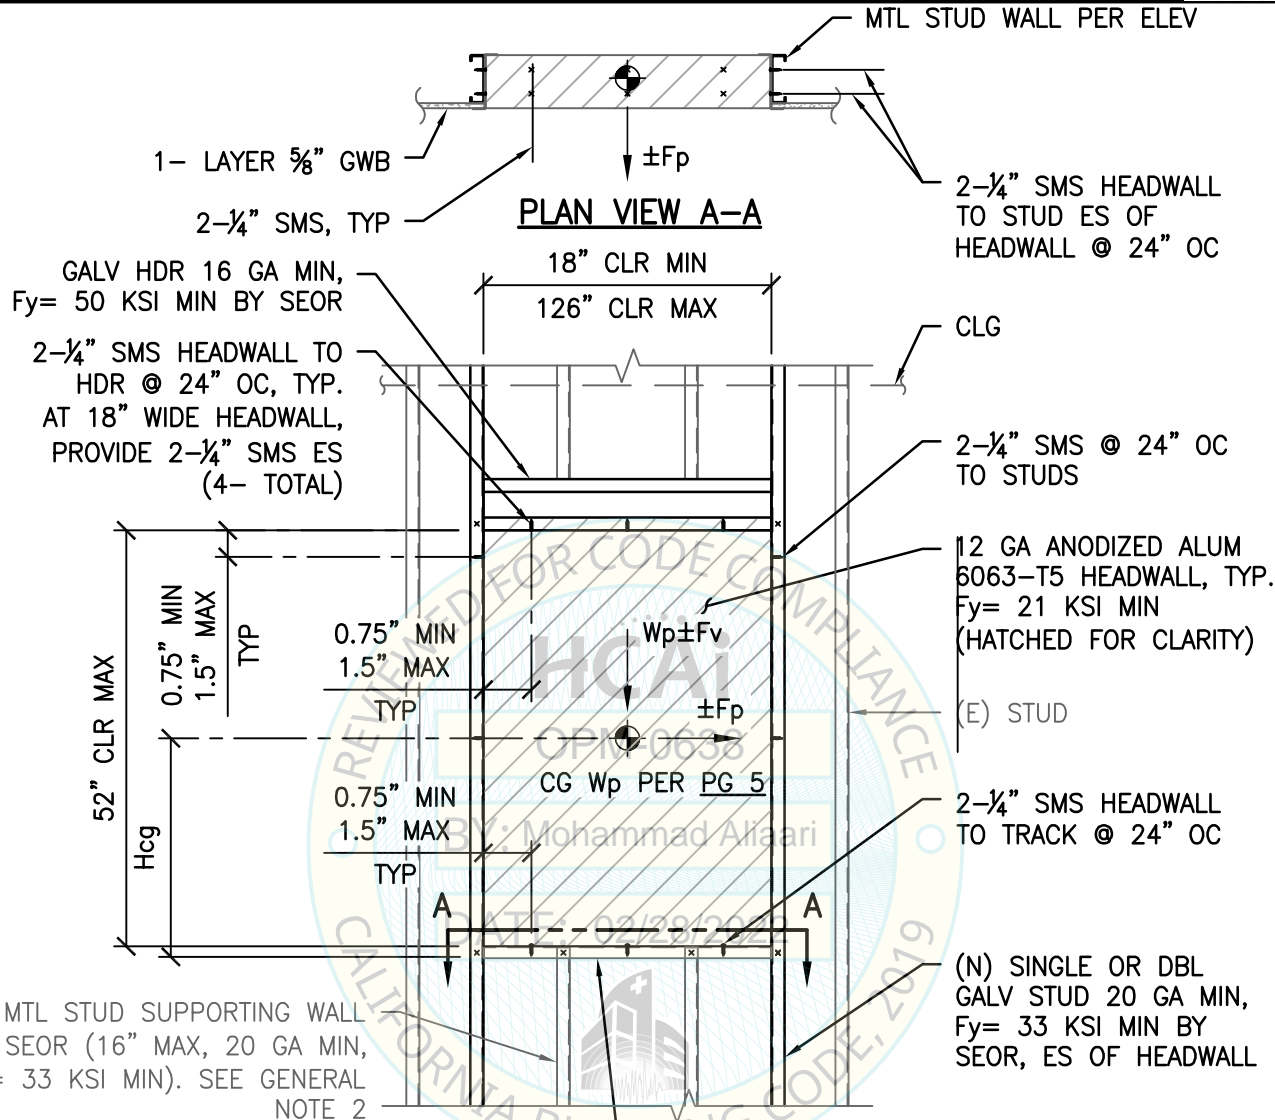 MTL STUD WALL PER ELEV
1– LAYER ⅝" GWB
±Fp
2–¼" SMS, TYP
PLAN VIEW A–A
2–¼" SMS HEADWALL
TO STUD ES OF
HEADWALL @ 24" OC
GALV HDR 16 GA MIN,
Fy= 50 KSI MIN BY SEOR
18" CLR MIN
126" CLR MAX
CLG
2–¼" SMS HEADWALL TO
HDR @ 24" OC, TYP.
AT 18" WIDE HEADWALL,
PROVIDE 2–¼" SMS ES
(4– TOTAL)
2–¼" SMS @ 24" OC
TO STUDS
12 GA ANODIZED ALUM
6063–T5 HEADWALL, TYP.
Fy= 21 KSI MIN
(HATCHED FOR CLARITY)
52" CLR MAX
0.75" MIN
1.5" MAX
TYP
Hcg
0.75" MIN
1.5" MAX
TYP
Wp±Fv
±Fp
CG Wp PER PG 5
0.75" MIN
1.5" MAX
TYP
(E) STUD
2–¼" SMS HEADWALL
TO TRACK @ 24" OC
A
A
MTL STUD SUPPORTING WALL
SEOR (16" MAX, 20 GA MIN,
= 33 KSI MIN). SEE GENERAL
NOTE 2
(N) SINGLE OR DBL
GALV STUD 20 GA MIN,
Fy= 33 KSI MIN BY
SEOR, ES OF HEADWALL
REVIEWED FOR CODE COMPLIANCE
HCAi
OPM-0638
BY: Mohammad Aliaari
DATE: 02/28/2022
CALIFORNIA BUILDING CODE, 2019